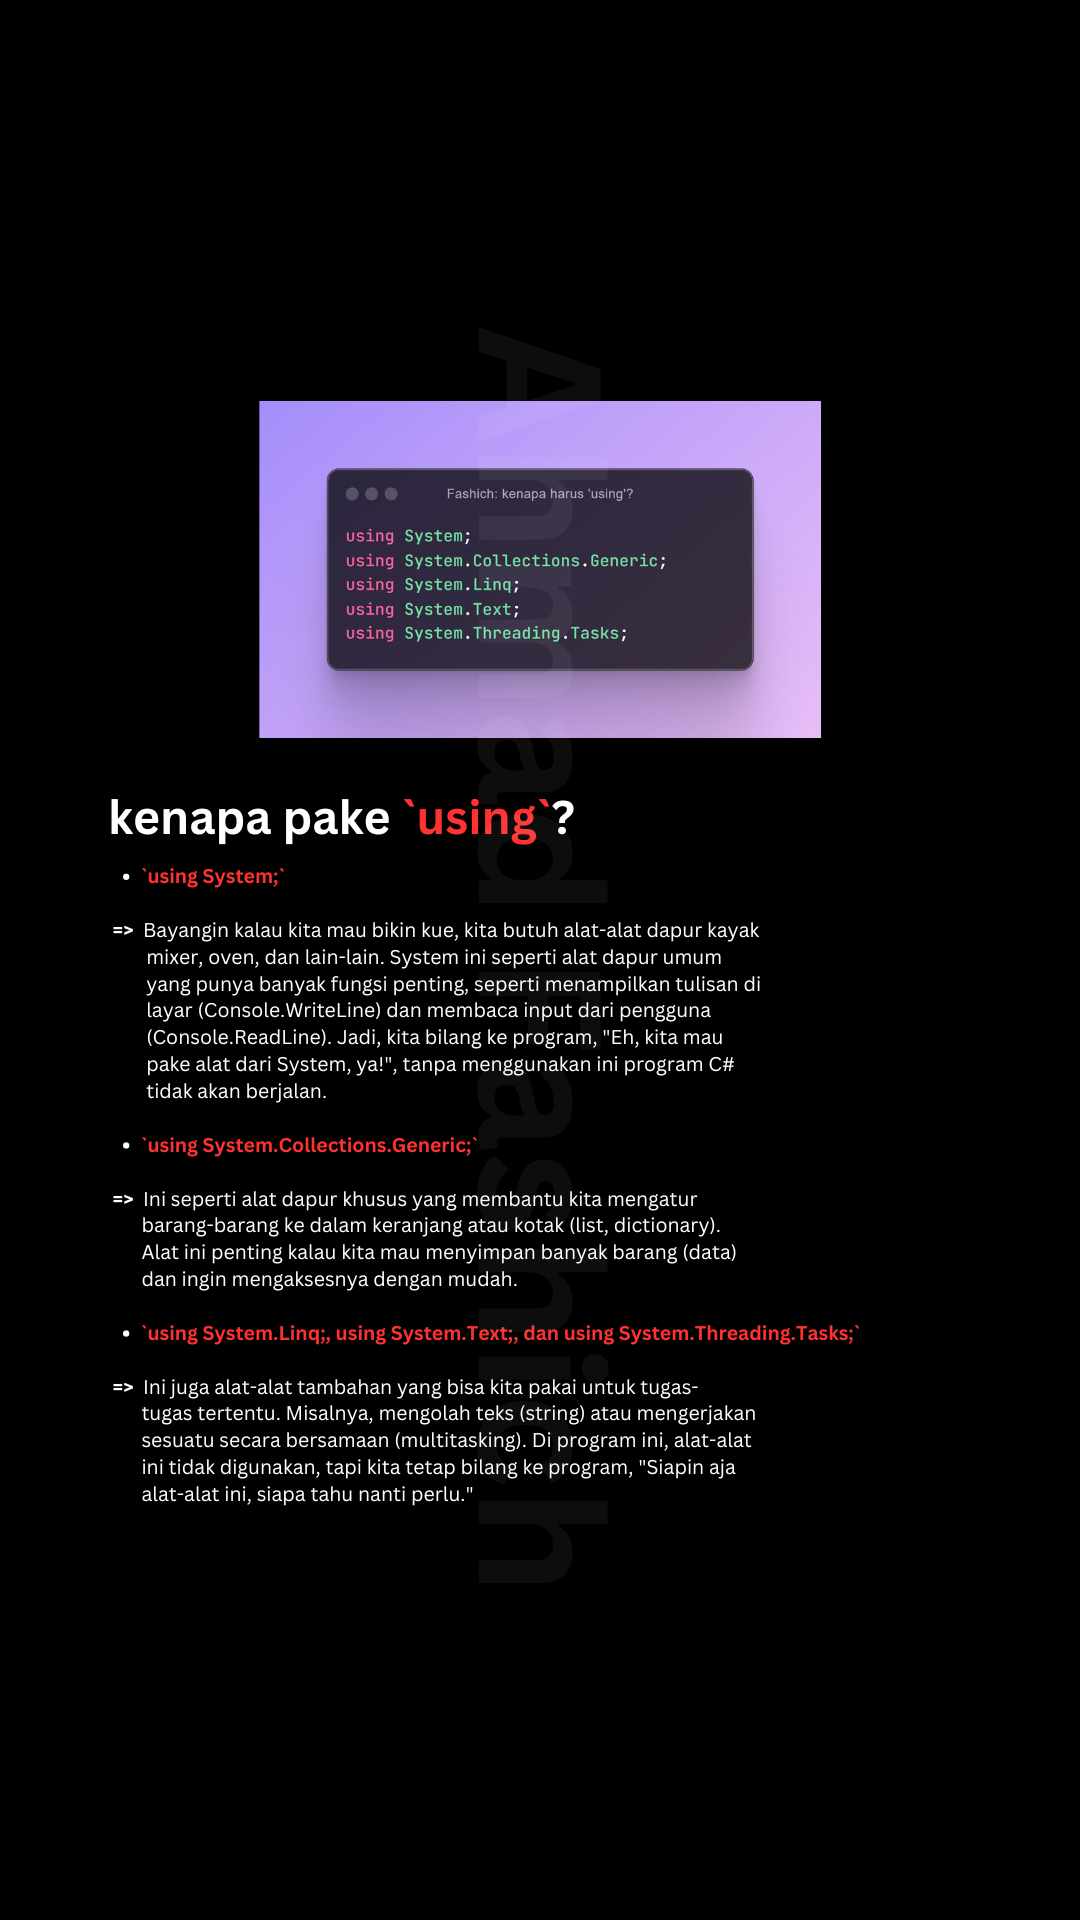 Fashich: kenapa harus 'using'?
using System;
using System.Collections.Generic;
using System.Linq;
using System.Text;
using System.Threading.Tasks;
kenapa pake `using`?
• `using System;`
=> Bayangin kalau kita mau bikin kue, kita butuh alat-alat dapur kayak
mixer, oven, dan lain-lain. System ini seperti alat dapur umum
yang punya banyak fungsi penting, seperti menampilkan tulisan di
layar (Console.WriteLine) dan membaca input dari pengguna
(Console.ReadLine). Jadi, kita bilang ke program, "Eh, kita mau
pake alat dari System, ya!", tanpa menggunakan ini program C#
tidak akan berjalan.
• `using System.Collections.Generic;`
=> Ini seperti alat dapur khusus yang membantu kita mengatur
barang-barang ke dalam keranjang atau kotak (list, dictionary).
Alat ini penting kalau kita mau menyimpan banyak barang (data)
dan ingin mengaksesnya dengan mudah.
• `using System.Linq;, using System.Text;, dan using System.Threading.Tasks;`
=> Ini juga alat-alat tambahan yang bisa kita pakai untuk tugas-
tugas tertentu. Misalnya, mengolah teks (string) atau mengerjakan
sesuatu secara bersamaan (multitasking). Di program ini, alat-alat
ini tidak digunakan, tapi kita tetap bilang ke program, "Siapin aja
alat-alat ini, siapa tahu nanti perlu."
Ahmad Fashich